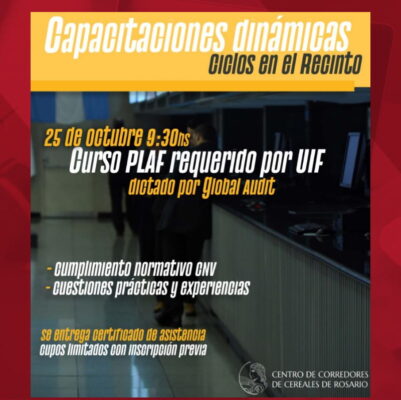 Capacitaciones dinámicas
Ciclos en el Recinto
25 de octubre 9:30hs
Curso PLAF requerido por UIF
dictado por Global Audit
- cumplimiento normativo CNV
- cuestiones prácticas y experiencias
se entrega certificado de asistencia
cupos limitados con inscripción previa
CENTRO DE CORREDORES
DE CEREALES DE ROSARIO